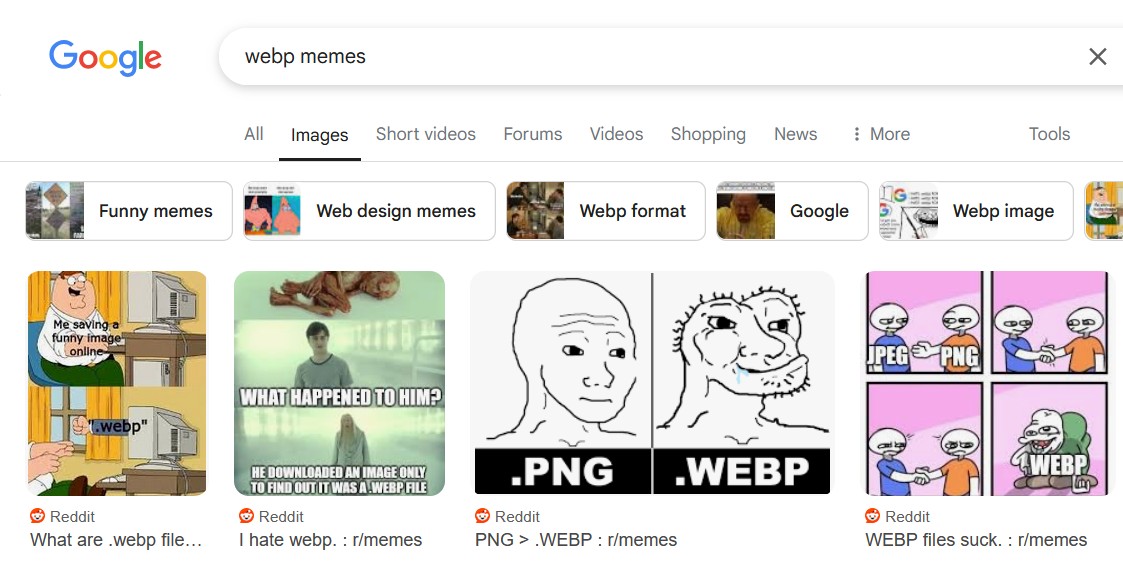 Google
webp memes
All Images Short videos Forums Videos Shopping News More Tools
Funny memes
Web design memes
Webp format
Google
Webp image
Me saving a
funny image
online
".webp"
Reddit
What are .webp file...
WHAT HAPPENED TO HIM?
HE DOWNLOADED AN IMAGE ONLY
TO FIND OUT IT WAS A .WEBP FILE
Reddit
I hate webp. : r/memes
.PNG
.WEBP
Reddit
PNG > .WEBP : r/memes
JPEG
PNG
WEBP
Reddit
WEBP files suck. : r/memes